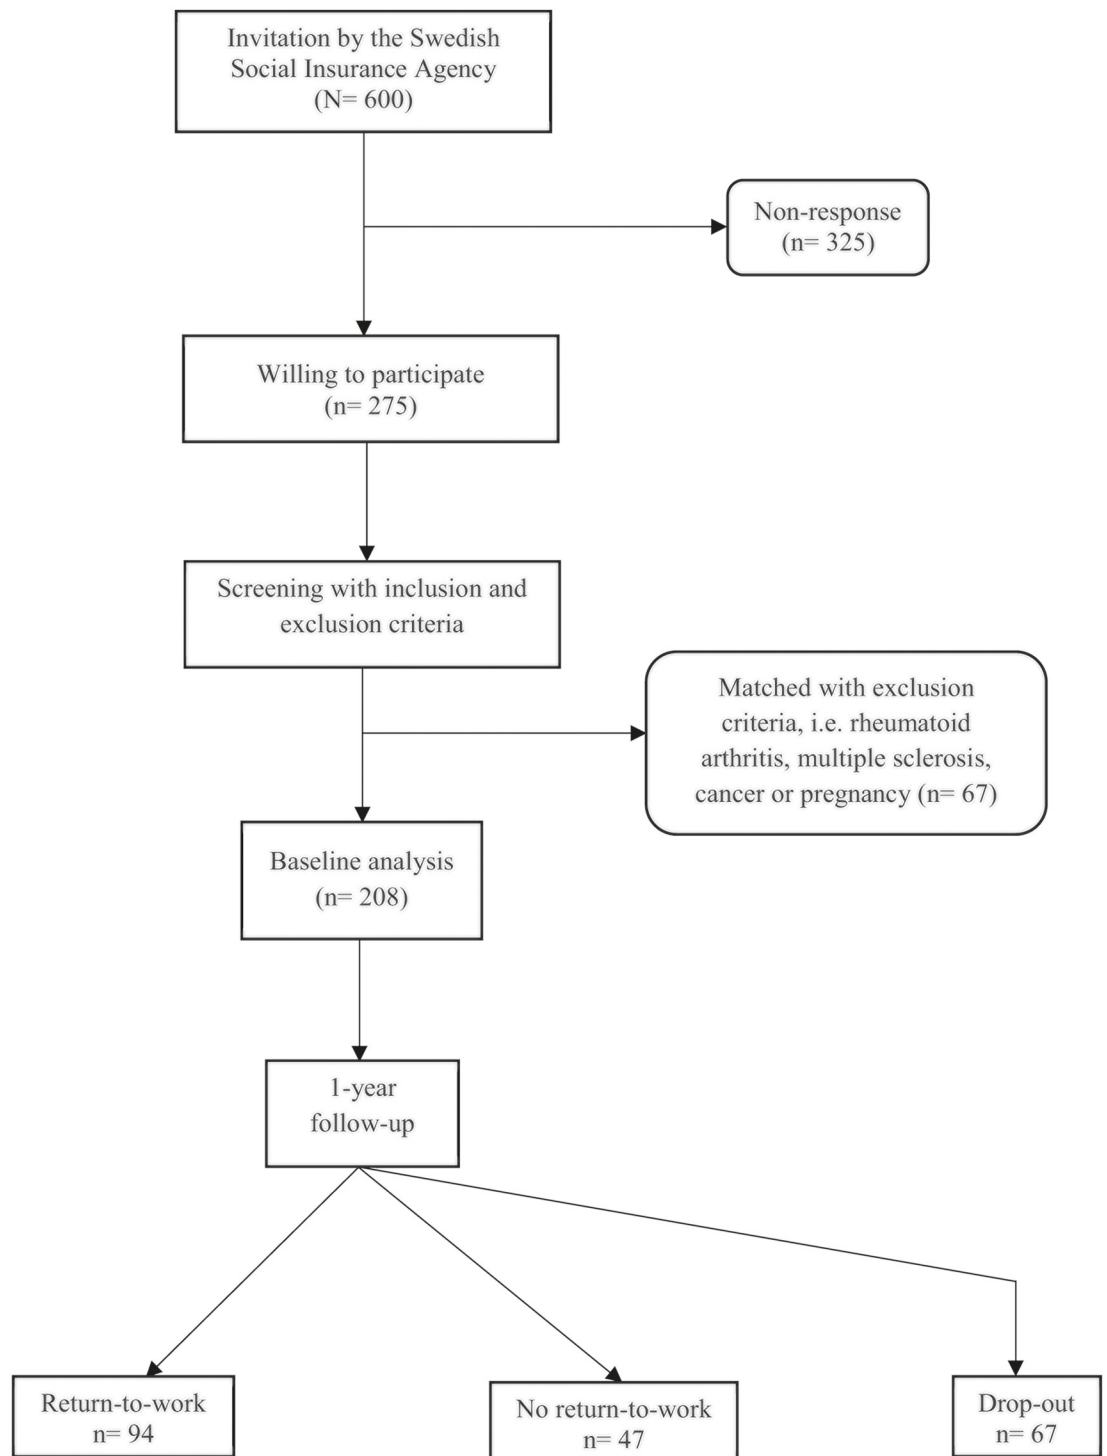 Invitation by the Swedish
Social Insurance Agency
(N= 600)
Non-response
(n= 325)
Willing to participate
(n= 275)
Screening with inclusion and
exclusion criteria
Matched with exclusion
criteria, i.e. rheumatoid
arthritis, multiple sclerosis,
cancer or pregnancy (n= 67)
Baseline analysis
(n= 208)
1-year
follow-up
Return-to-work
n= 94
No return-to-work
n= 47
Drop-out
n= 67